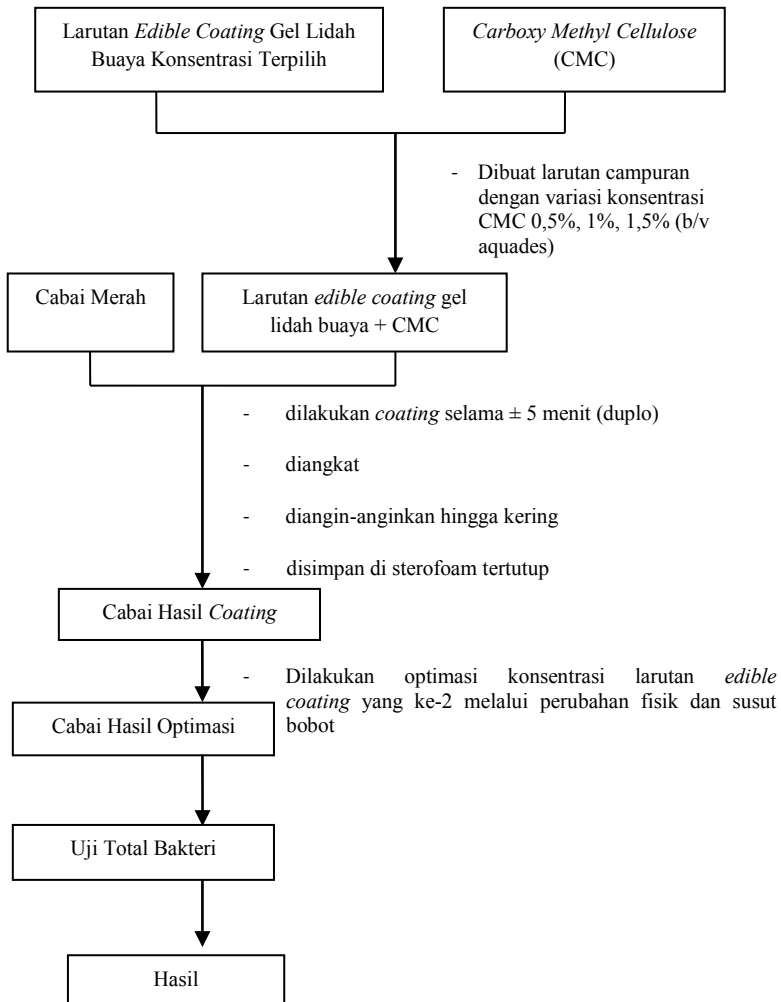 Larutan Edible Coating Gel Lidah
Buaya Konsentrasi Terpilih
Carboxy Methyl Cellulose
(CMC)
- Dibuat larutan campuran
dengan variasi konsentrasi
CMC 0,5%, 1%, 1,5% (b/v
aquades)
Cabai Merah
Larutan edible coating gel
lidah buaya + CMC
- dilakukan coating selama ± 5 menit (duplo)
- diangkat
- diangin-anginkan hingga kering
- disimpan di sterofoam tertutup
Cabai Hasil Coating
- Dilakukan optimasi konsentrasi larutan edible
coating yang ke-2 melalui perubahan fisik dan susut
bobot
Cabai Hasil Optimasi
Uji Total Bakteri
Hasil